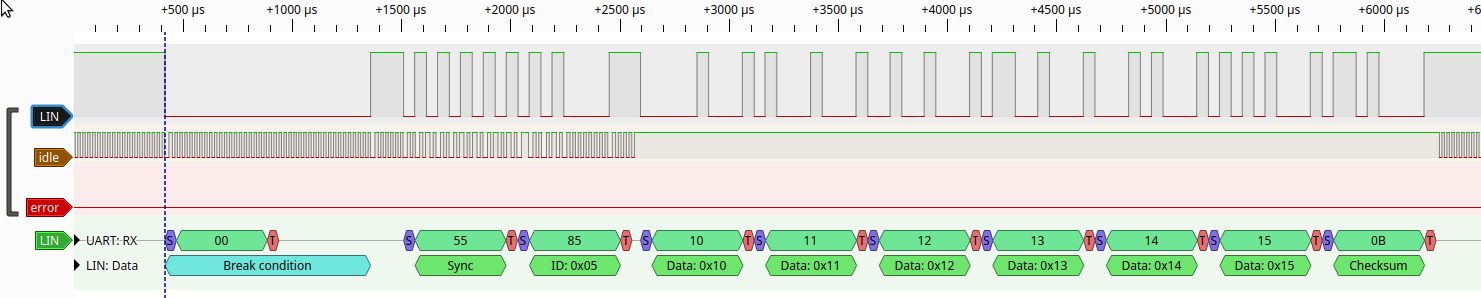 +500 µs +1000 µs +1500 µs +2000 µs +2500 µs +3000 µs +3500 µs +4000 µs +4500 µs +5000 µs +5500 µs +6000 µs +6
LIN
idle
error
LIN UART: RX S 00 T S 55 T S 85 T S 10 T S 11 T S 12 T S 13 T S 14 T S 15 T S 0B T
LIN: Data Break condition Sync ID: 0x05 Data: 0x10 Data: 0x11 Data: 0x12 Data: 0x13 Data: 0x14 Data: 0x15 Checksum